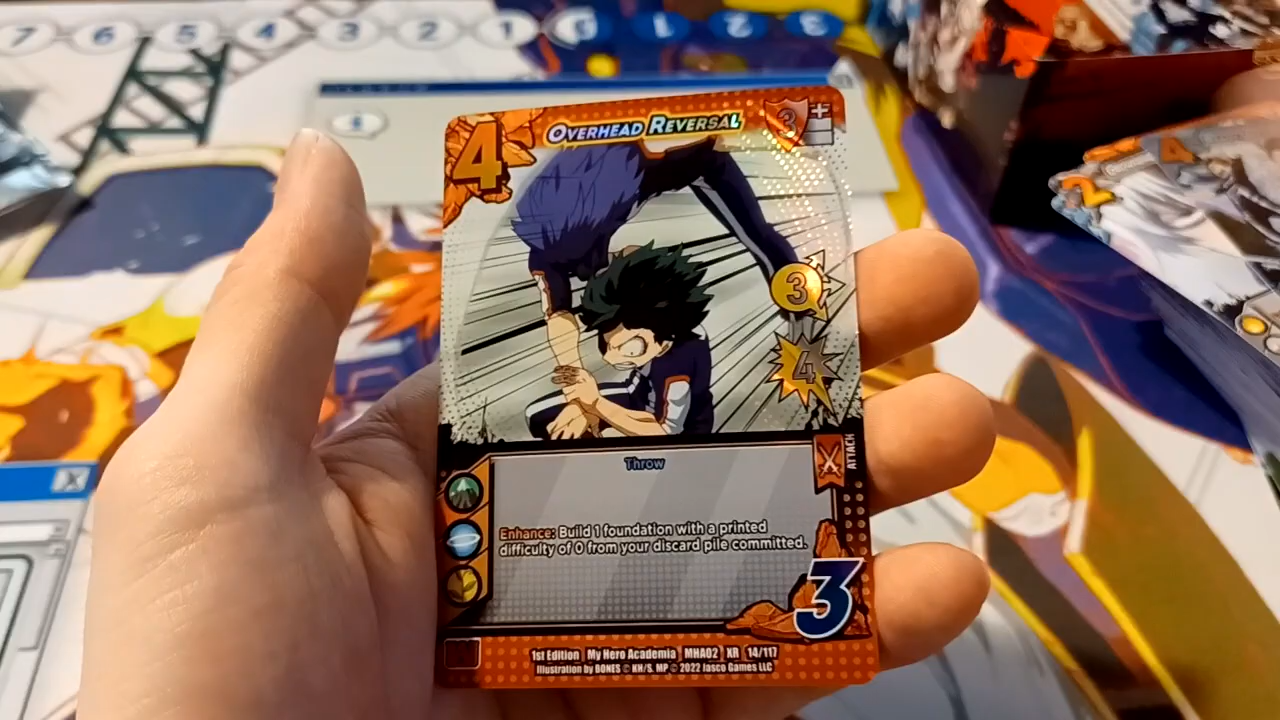 7 6 5 4 3 2 1 0 1 2 3
4
OVERHEAD REVERSAL
3
+
3
4
Throw
ATTACK
Enhance: Build 1 foundation with a printed
difficulty of 0 from your discard pile committed.
3
1st Edition My Hero Academia MHA02 XR 14/117
Illustration by BONES © KH/S, MP © 2022 Jasco Games LLC
2
4
X